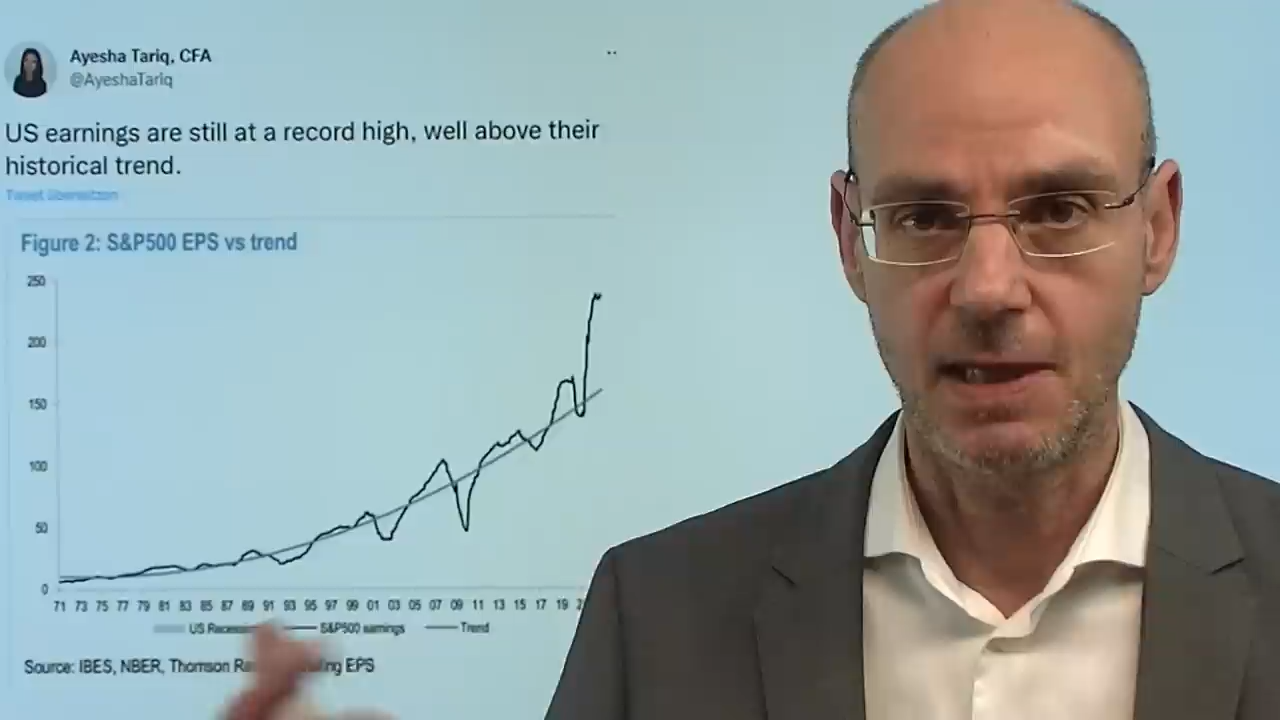 Ayesha Tariq, CFA
@AyeshaTariq
US earnings are still at a record high, well above their
historical trend.
Tweet übersetzen
Figure 2: S&P500 EPS vs trend
250
200
150
100
50
0
71 73 75 77 79 81 83 85 87 89 91 93 95 97 99 01 03 05 07 09 11 13 15 17 19
US S&P500 earnings Trend
Source: IBES, NBER, Thomson EPS